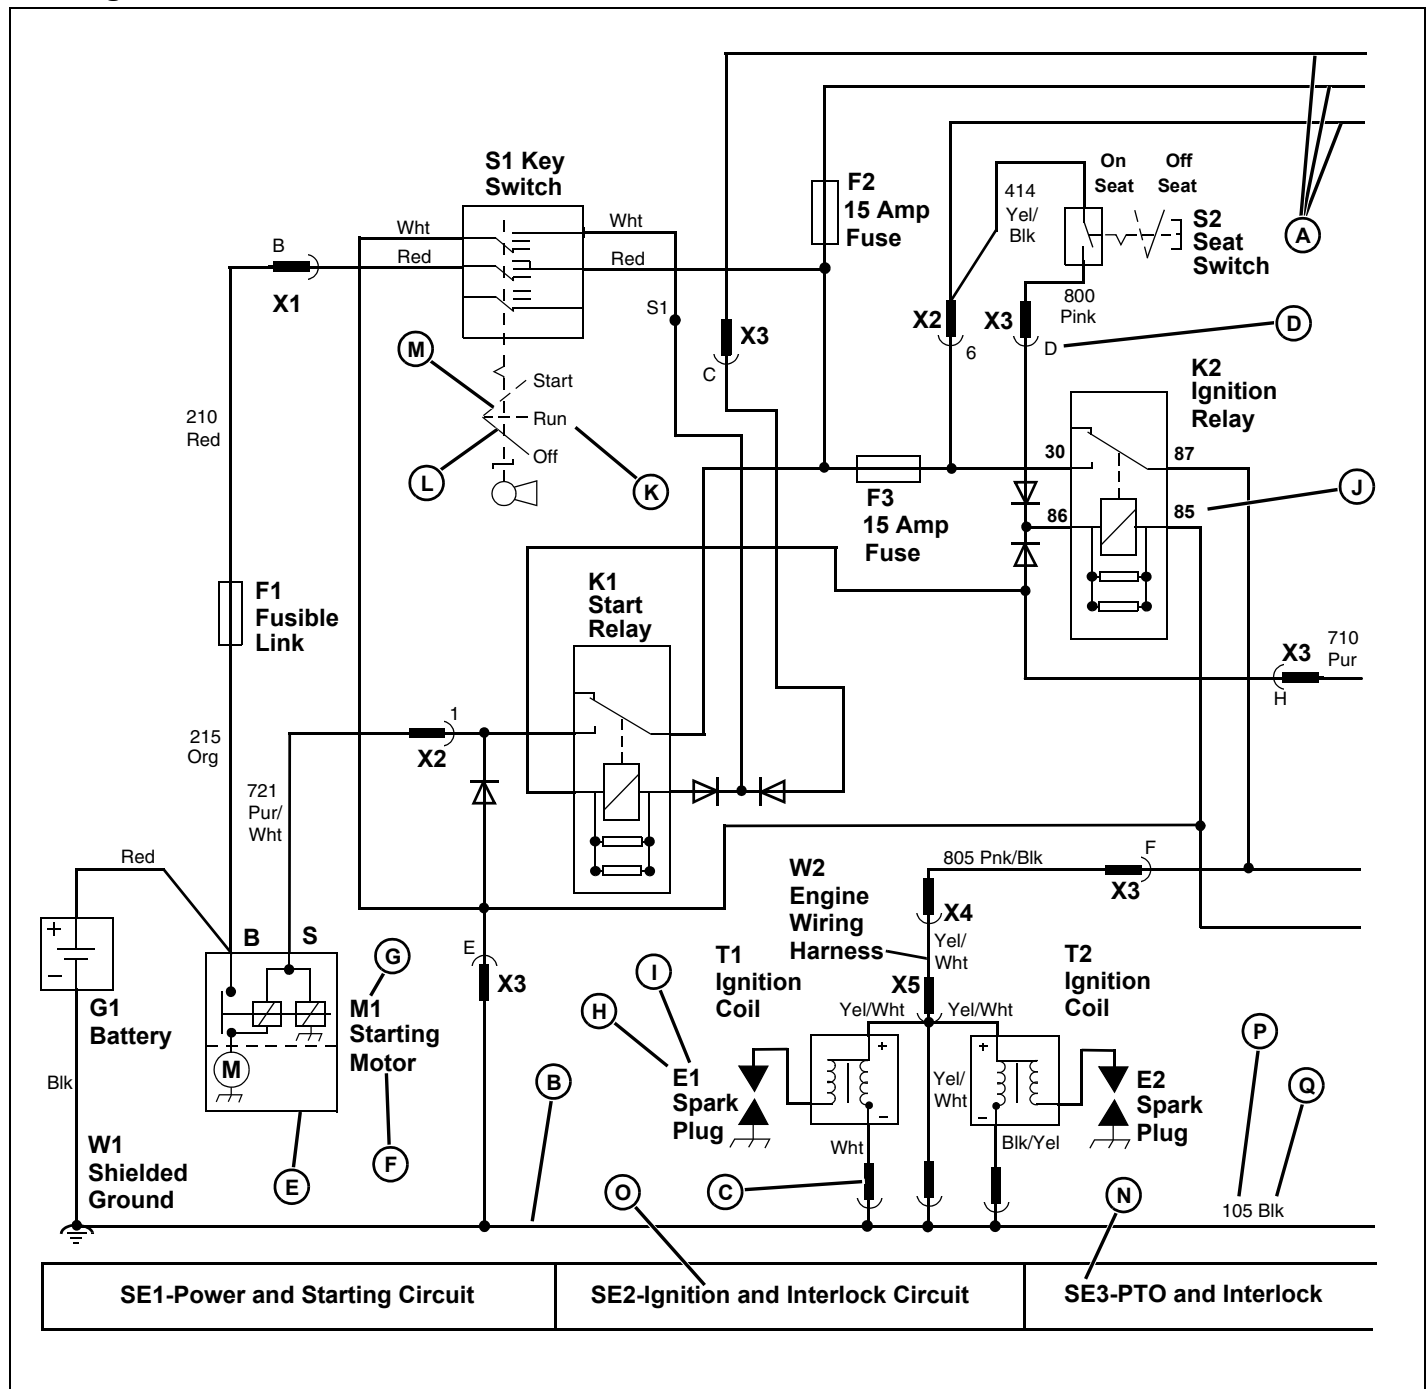 S1 Key
Switch
Wht
Red
Wht
Red
B
X1
F2
15 Amp
Fuse
414
Yel/
Blk
On
Seat
Off
Seat
S2
Seat
Switch
A
800
Pink
S1
X3
C
X2
6
X3
D
D
M
Start
Run
Off
L
K
210
Red
K2
Ignition
Relay
30
87
86
85
J
F3
15 Amp
Fuse
F1
Fusible
Link
K1
Start
Relay
X3
H
710
Pur
215
Org
1
X2
721
Pur/
Wht
Red
805 Pnk/Blk
F
X3
W2
Engine
Wiring
Harness
X4
Yel/
Wht
B
S
G
E
X3
G1
Battery
M1
Starting
Motor
M
Blk
I
H
T1
Ignition
Coil
X5
Yel/Wht
Yel/Wht
T2
Ignition
Coil
+
−
+
−
+
−
E1
Spark
Plug
Yel/
Wht
E2
Spark
Plug
P
Q
B
Wht
Blk/Yel
W1
Shielded
Ground
E
F
O
C
N
105 Blk
SE1-Power and Starting Circuit
SE2-Ignition and Interlock Circuit
SE3-PTO and Interlock